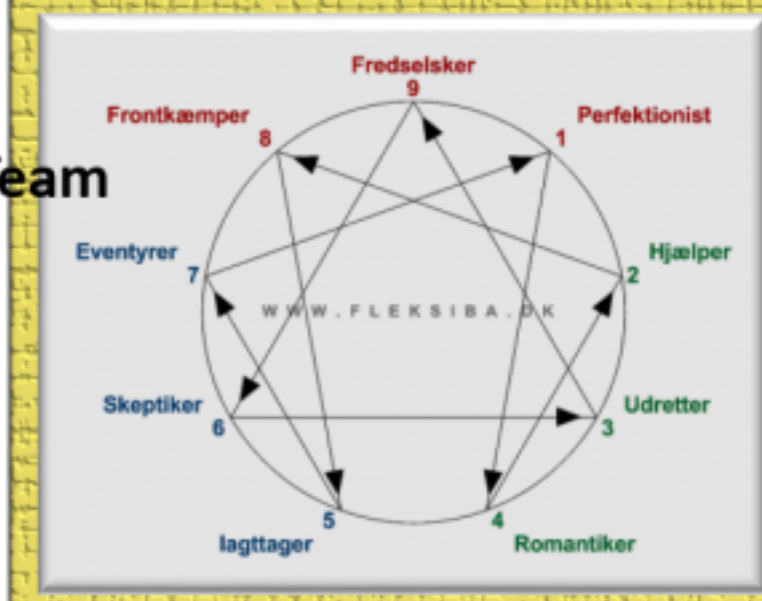 Fredselsker
9
Frontkæmper
8
Perfektionist
1
Team
Eventyrer
7
Hjælper
2
WWW.FLEKSIBA.DK
Skeptiker
6
Udretter
3
5
Iagttager
4
Romantiker